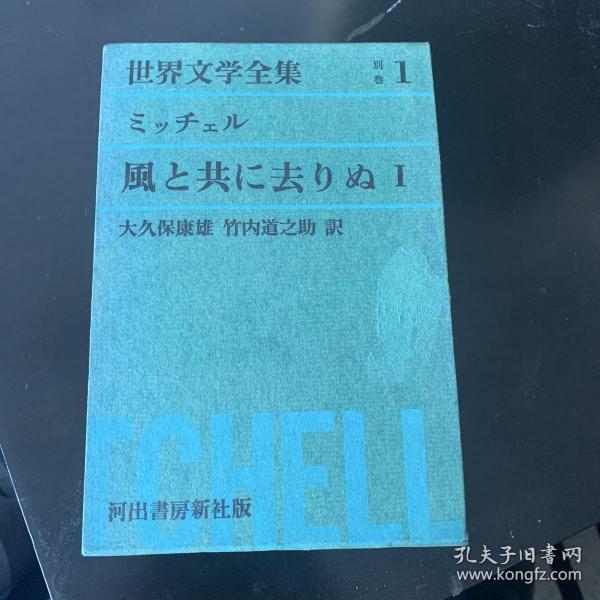 世界文学全集 別巻 1
ミッチェル
風と共に去りぬ I
大久保康雄 竹内道之助 訳
TCHELL
河出書房新社版
孔夫子旧书网
www.kongfz.com